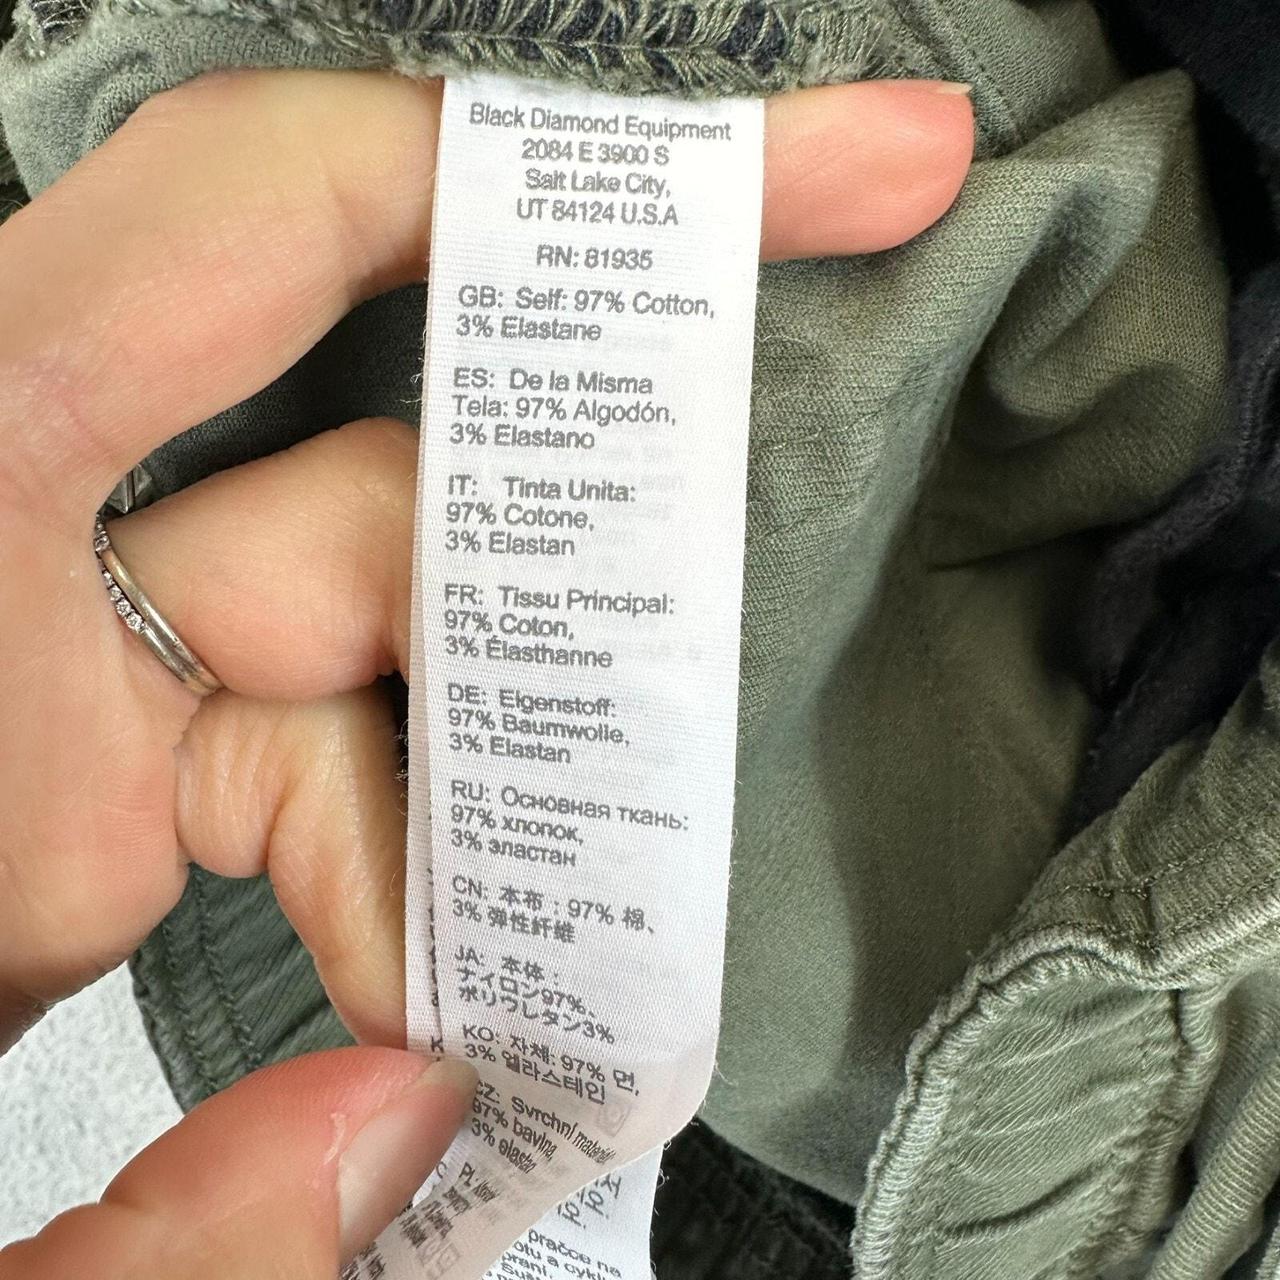 Black Diamond Equipment
2084 E 3900 S
Salt Lake City,
UT 84124 U.S.A
RN: 81935
GB: Self: 97% Cotton,
3% Elastane
ES: De la Misma
Tela: 97% Algodón,
3% Elastano
IT: Tinta Unita:
97% Cotone,
3% Elastan
FR: Tissu Principal:
97% Coton,
3% Élasthanne
DE: Eigenstoff:
97% Baumwolle,
3% Elastan
RU: Основная ткань:
97% хлопок,
3% эластан
CN: 本布：97% 棉、
3% 弹性纤维
JA: 本体：
ナイロン97%、
ポリウレタン3%
KO: 자체: 97% 면,
3% 엘라스테인
CZ: Svrchní materiál:
97% bavlna,
3% elastan
PL:
pračce na